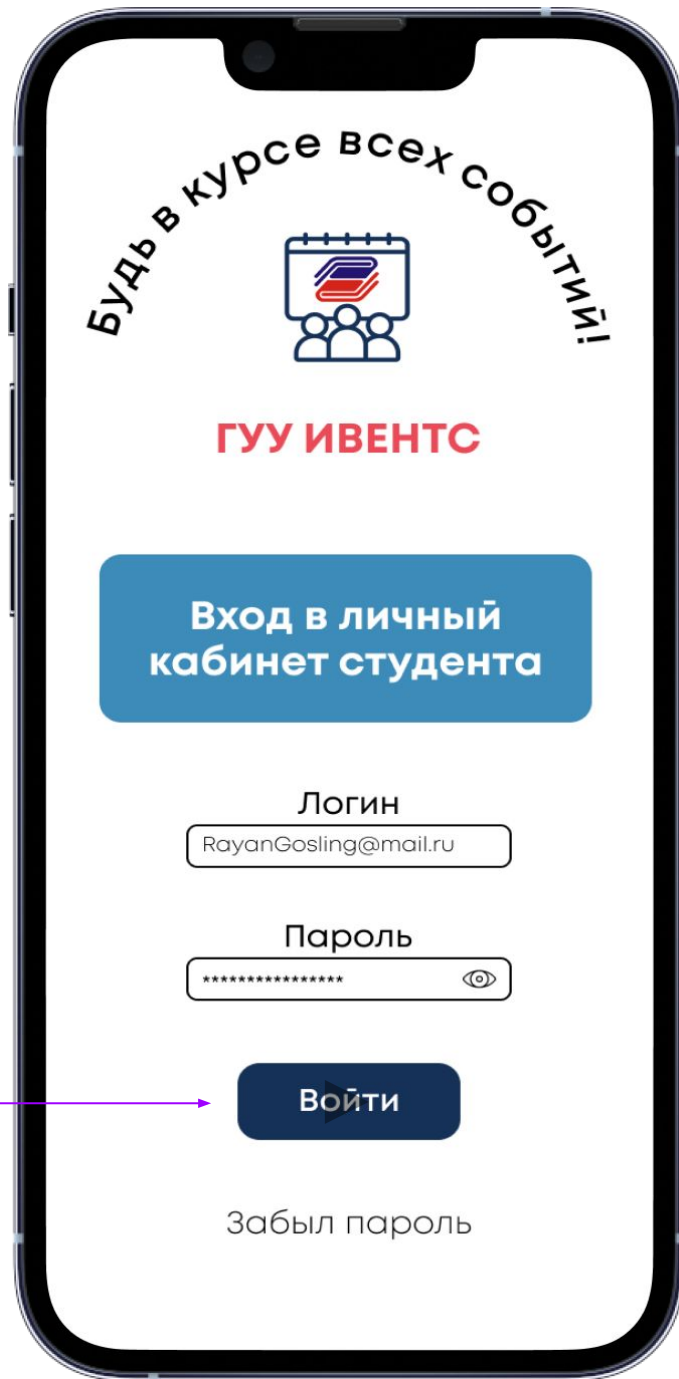 Будь в курсе всех событий!
ГУУ ИВЕНТС
Вход в личный
кабинет студента
Логин
RayanGosling@mail.ru
Пароль
****************
Войти
Забыл пароль